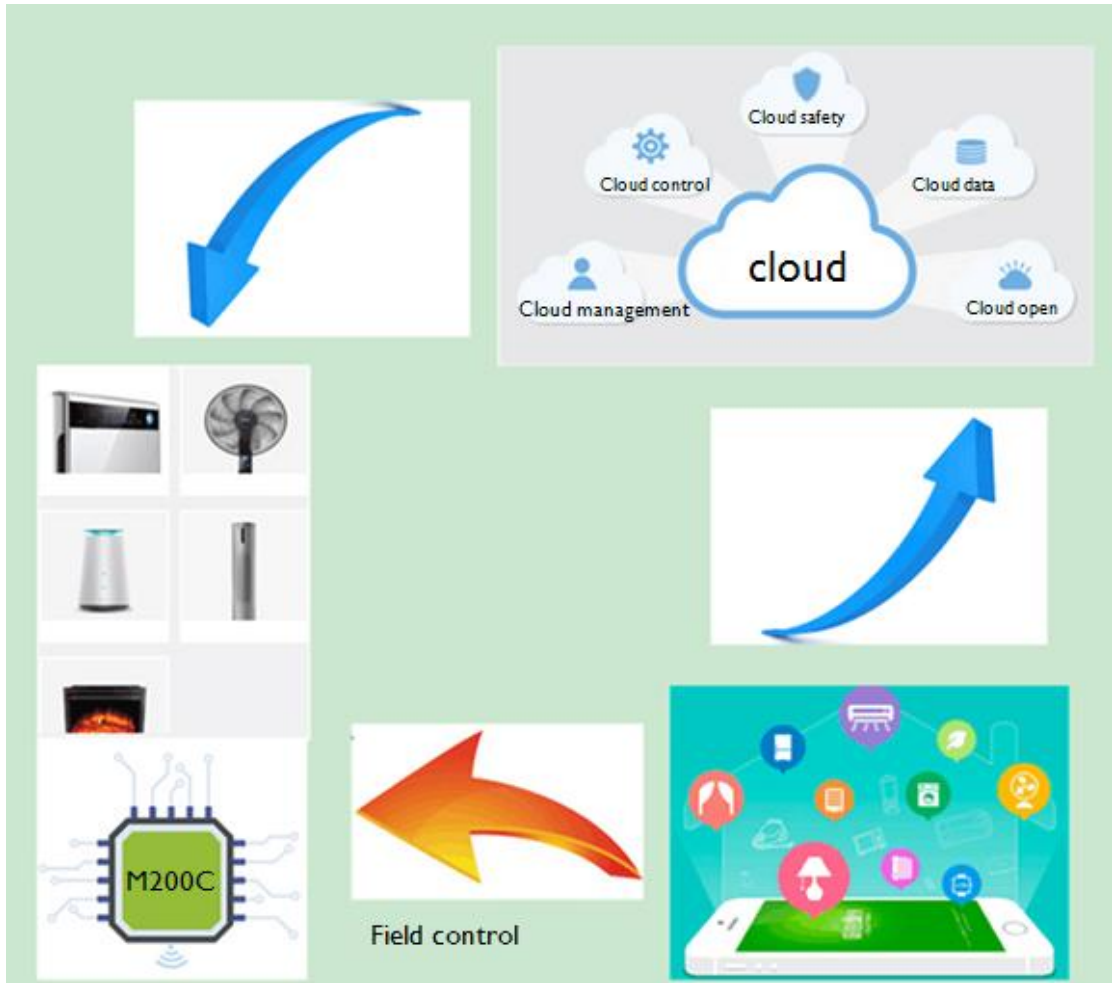 Cloud safety
Cloud control
Cloud data
cloud
Cloud management
Cloud open
M200C
Field control